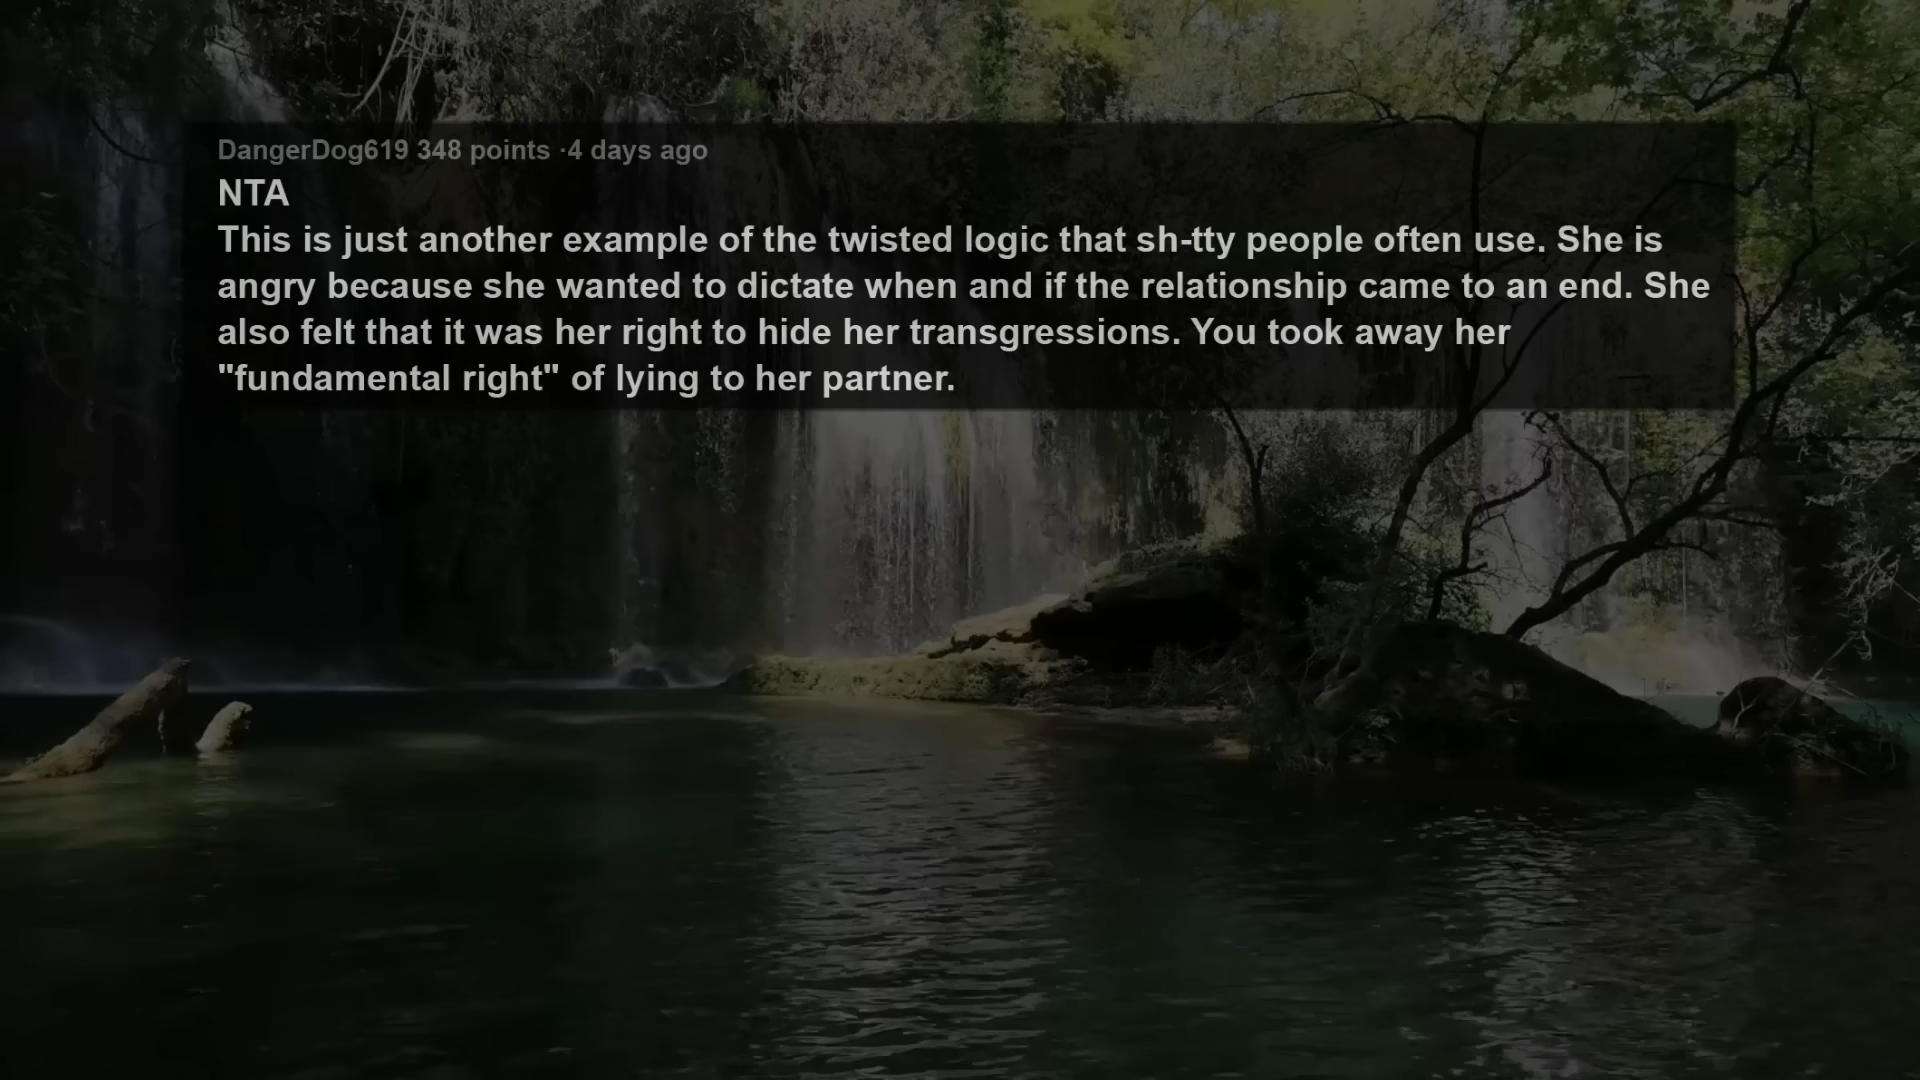 DangerDog619 348 points ·4 days ago
NTA
This is just another example of the twisted logic that sh-tty people often use. She is
angry because she wanted to dictate when and if the relationship came to an end. She
also felt that it was her right to hide her transgressions. You took away her
"fundamental right" of lying to her partner.